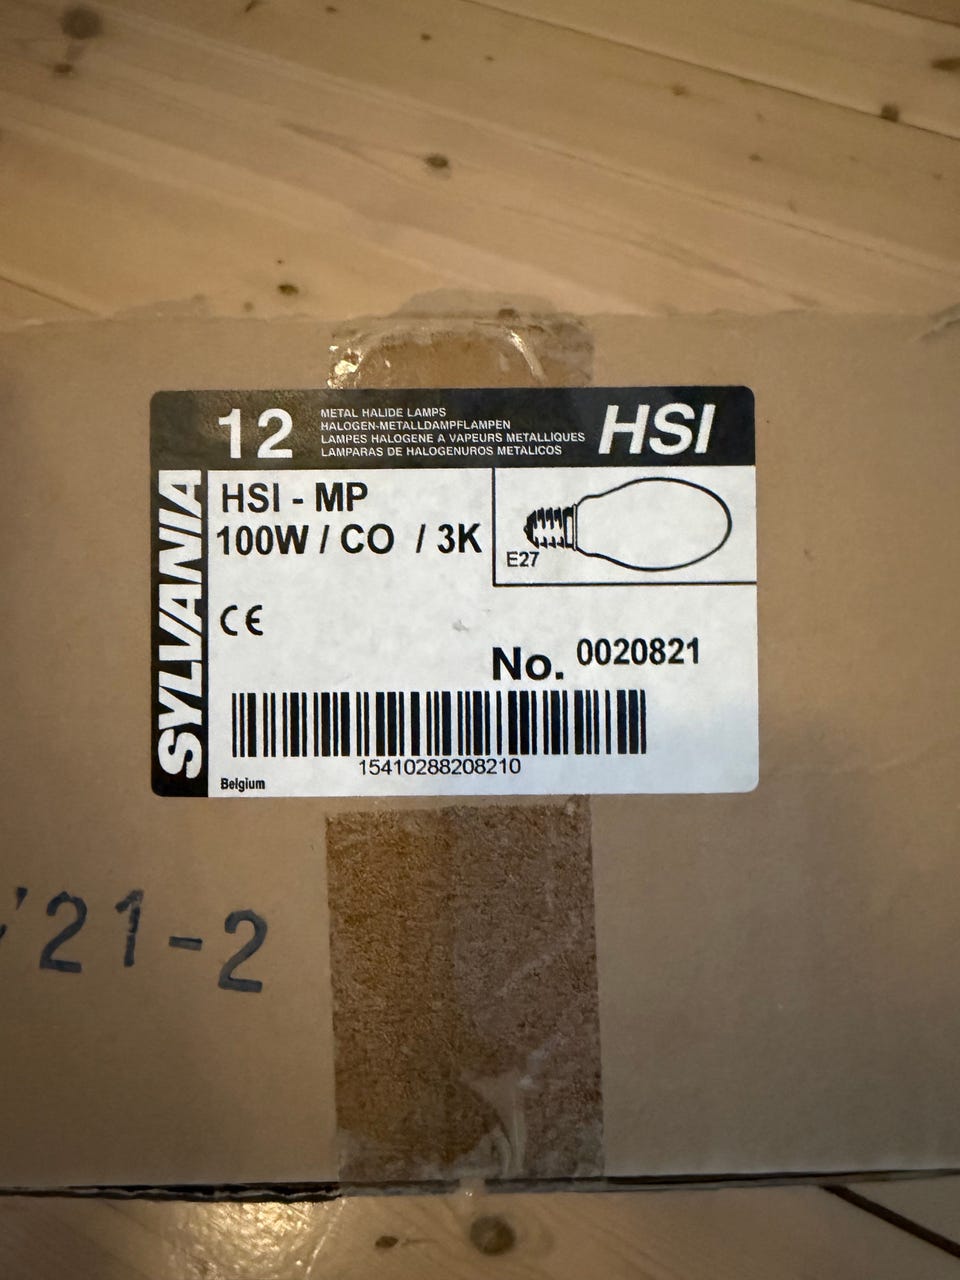 12
METAL HALIDE LAMPS
HALOGEN-METALLDAMPFLAMPEN
LAMPES HALOGENE A VAPEURS METALLIQUES
LAMPARAS DE HALOGENUROS METALICOS
HSI
SYLVANIA
HSI - MP
100W / CO / 3K
E27
CE
No. 0020821
15410288208210
Belgium
21-2